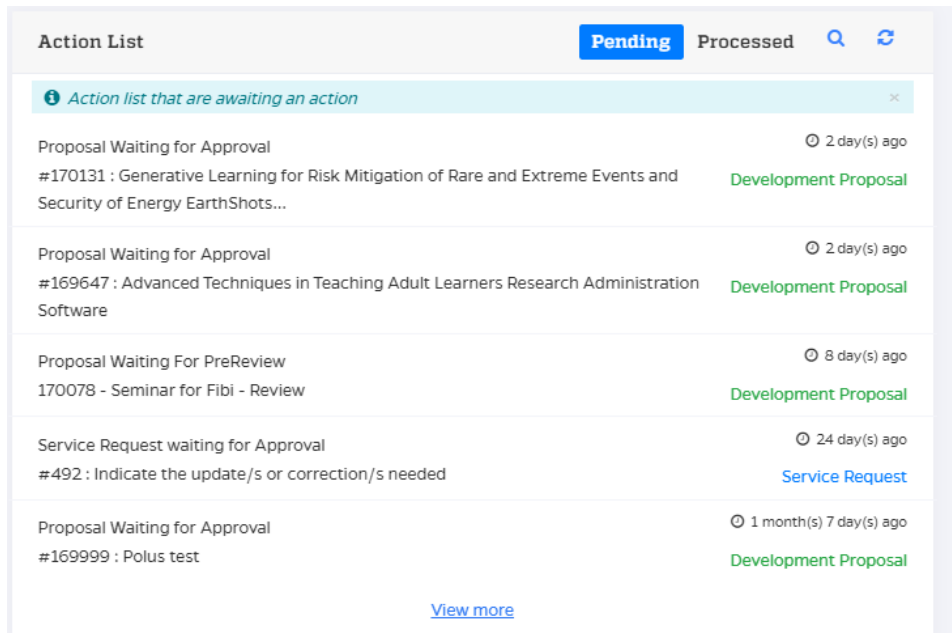 Action List
Pending
Processed
Action list that are awaiting an action
×
Proposal Waiting for Approval
2 day(s) ago
#170131 : Generative Learning for Risk Mitigation of Rare and Extreme Events and
Security of Energy EarthShots...
Development Proposal
Proposal Waiting for Approval
2 day(s) ago
#169647 : Advanced Techniques in Teaching Adult Learners Research Administration
Software
Development Proposal
Proposal Waiting For PreReview
8 day(s) ago
170078 - Seminar for Fibi - Review
Development Proposal
Service Request waiting for Approval
24 day(s) ago
#492 : Indicate the update/s or correction/s needed
Service Request
Proposal Waiting for Approval
1 month(s) 7 day(s) ago
#169999 : Polus test
Development Proposal
View more